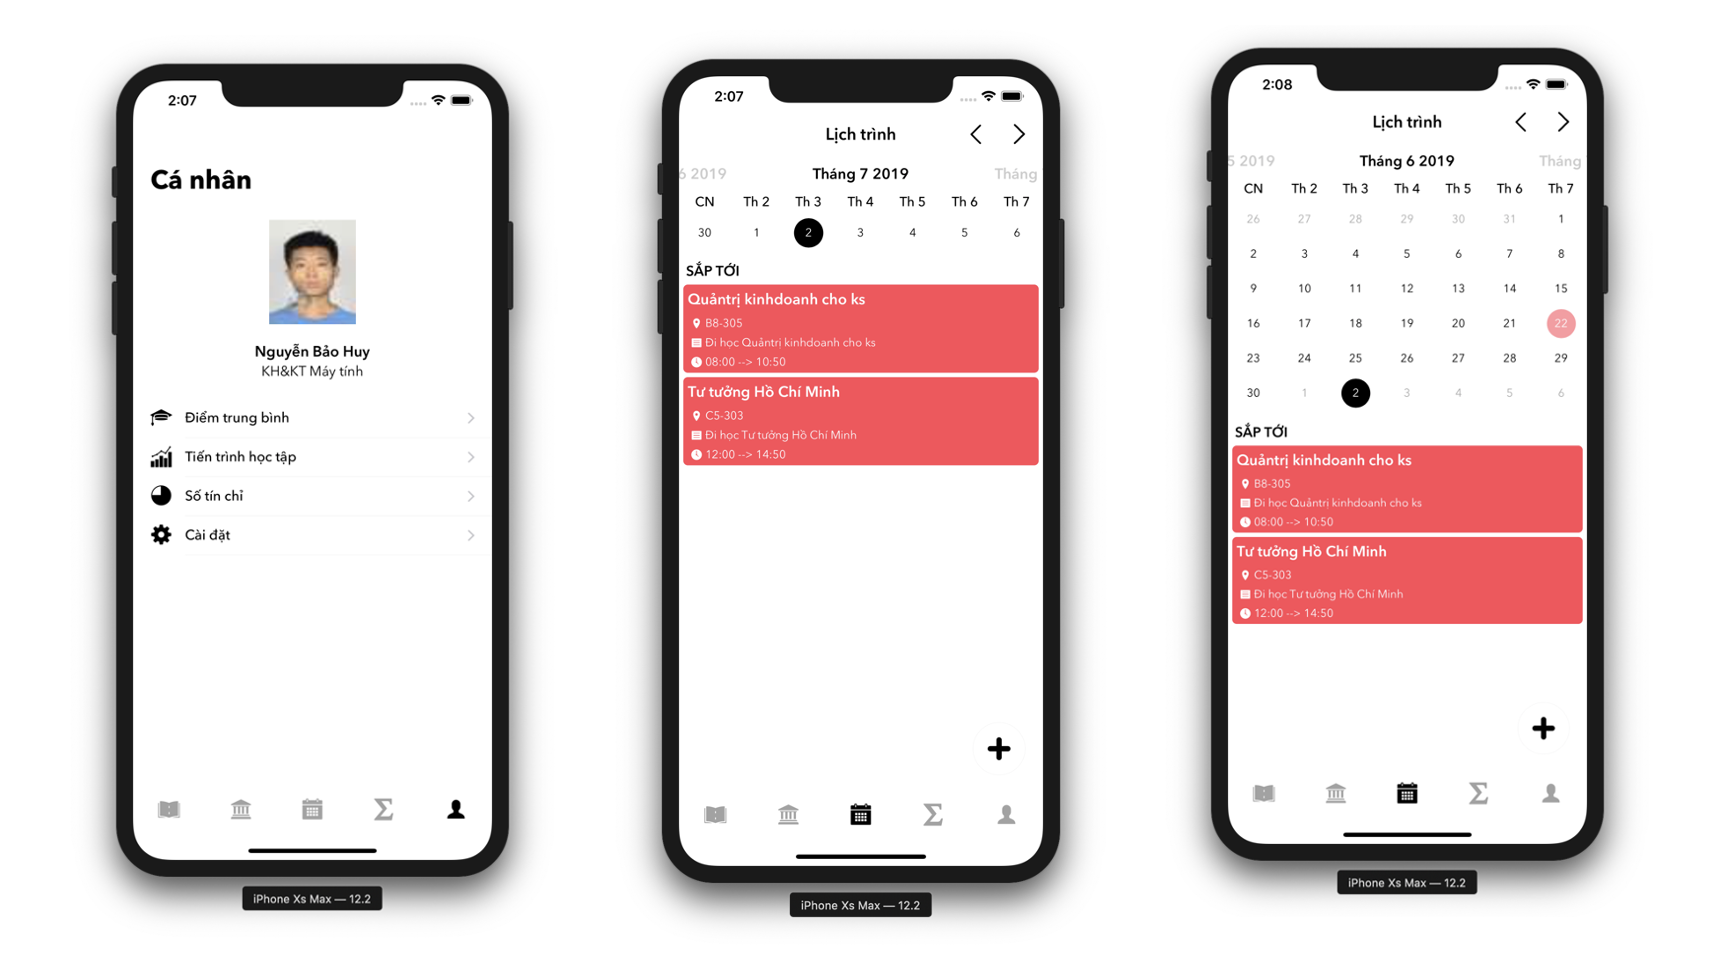 2:07
Cá nhân
Nguyễn Bảo Huy
KH&KT Máy tính
Điểm trung bình
Tiến trình học tập
Số tín chỉ
Cài đặt
iPhone Xs Max — 12.2
2:07
Lịch trình
6 2019 Tháng 7 2019 Tháng
CN Th 2 Th 3 Th 4 Th 5 Th 6 Th 7
30 1 2 3 4 5 6
SẮP TỚI
Quảntrị kinhdoanh cho ks
B8-305
Đi học Quảntrị kinhdoanh cho ks
08:00 --> 10:50
Tư tưởng Hồ Chí Minh
C5-303
Đi học Tư tưởng Hồ Chí Minh
12:00 --> 14:50
iPhone Xs Max — 12.2
2:08
Lịch trình
5 2019 Tháng 6 2019 Tháng
CN Th 2 Th 3 Th 4 Th 5 Th 6 Th 7
26 27 28 29 30 31 1
2 3 4 5 6 7 8
9 10 11 12 13 14 15
16 17 18 19 20 21 22
23 24 25 26 27 28 29
30 1 2 3 4 5 6
SẮP TỚI
Quảntrị kinhdoanh cho ks
B8-305
Đi học Quảntrị kinhdoanh cho ks
08:00 --> 10:50
Tư tưởng Hồ Chí Minh
C5-303
Đi học Tư tưởng Hồ Chí Minh
12:00 --> 14:50
iPhone Xs Max — 12.2